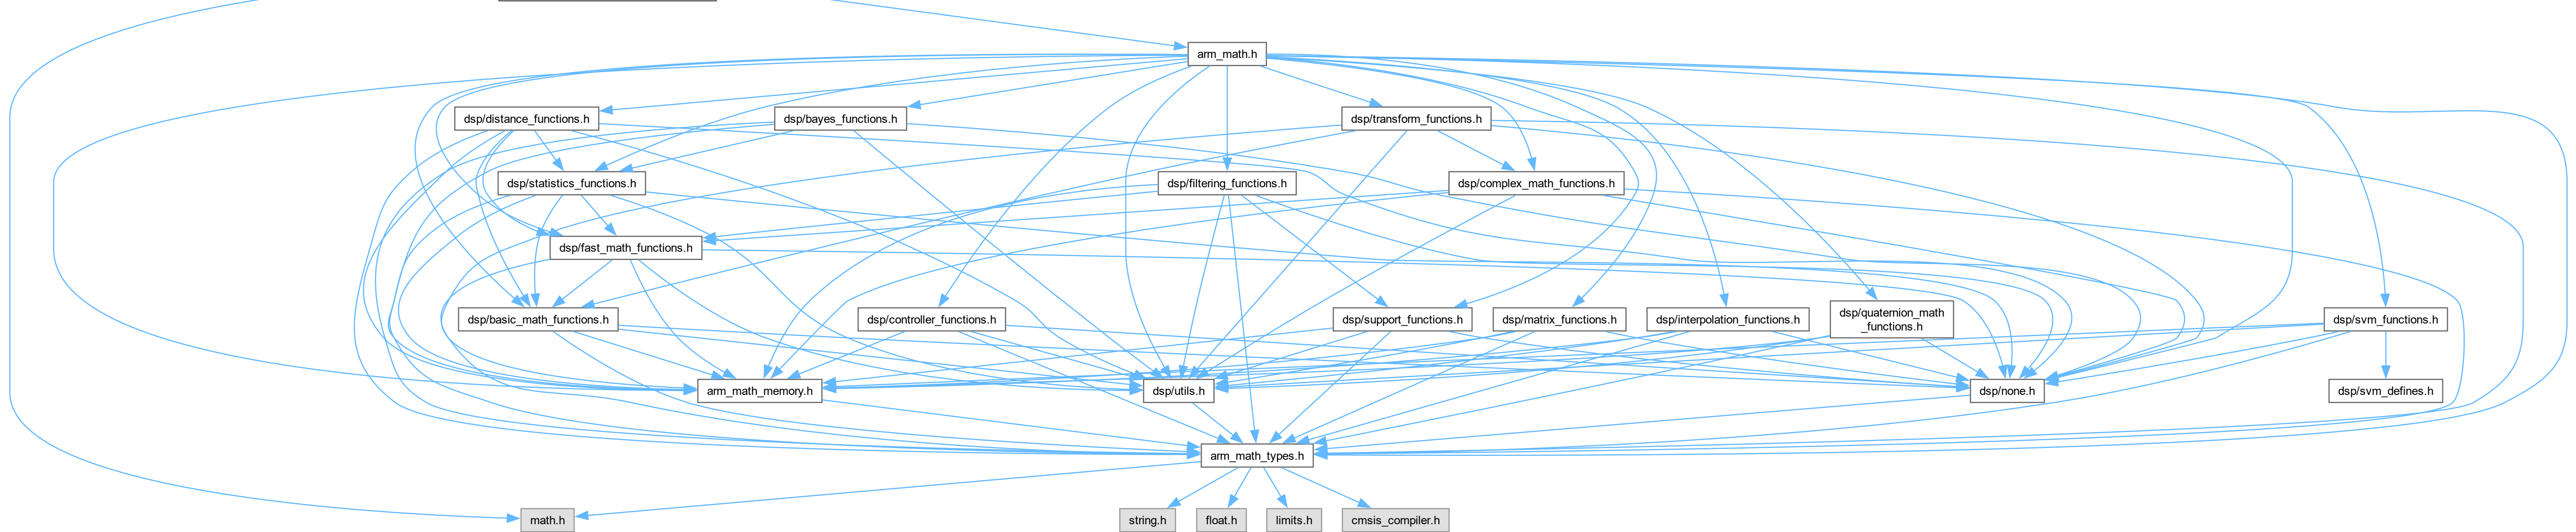 arm_math.h
dsp/distance_functions.h
dsp/bayes_functions.h
dsp/transform_functions.h
dsp/statistics_functions.h
dsp/filtering_functions.h
dsp/complex_math_functions.h
dsp/fast_math_functions.h
dsp/basic_math_functions.h
dsp/controller_functions.h
dsp/support_functions.h
dsp/matrix_functions.h
dsp/interpolation_functions.h
dsp/quaternion_math
_functions.h
dsp/svm_functions.h
arm_math_memory.h
dsp/utils.h
dsp/none.h
dsp/svm_defines.h
arm_math_types.h
math.h
string.h
float.h
limits.h
cmsis_compiler.h